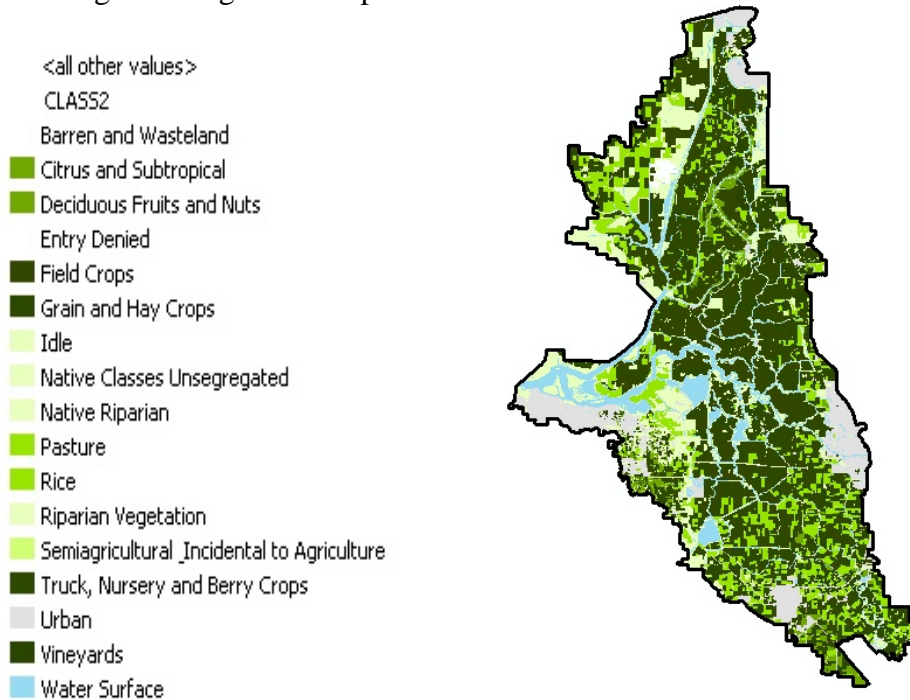 <all other values>
CLASS2
Barren and Wasteland
Citrus and Subtropical
Deciduous Fruits and Nuts
Entry Denied
Field Crops
Grain and Hay Crops
Idle
Native Classes Unsegregated
Native Riparian
Pasture
Rice
Riparian Vegetation
Semiagricultural_Incidental to Agriculture
Truck, Nursery and Berry Crops
Urban
Vineyards
Water Surface